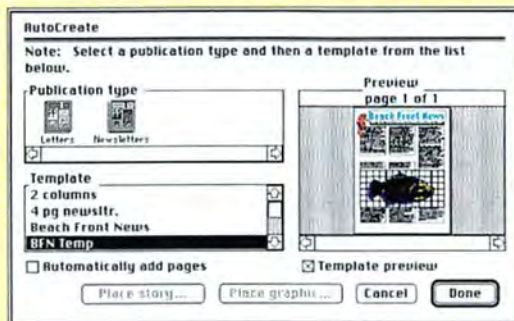 AutoCreate
Note: Select a publication type and then a template from the list
below.
Publication type
Letters Newsletters
Template
2 columns
4 pg newsltr.
Beach Front News
BFN Temp
Preview
page 1 of 1
Beach Front News
Automatically add pages
Template preview
Place story...
Place graphic...
Cancel
Done